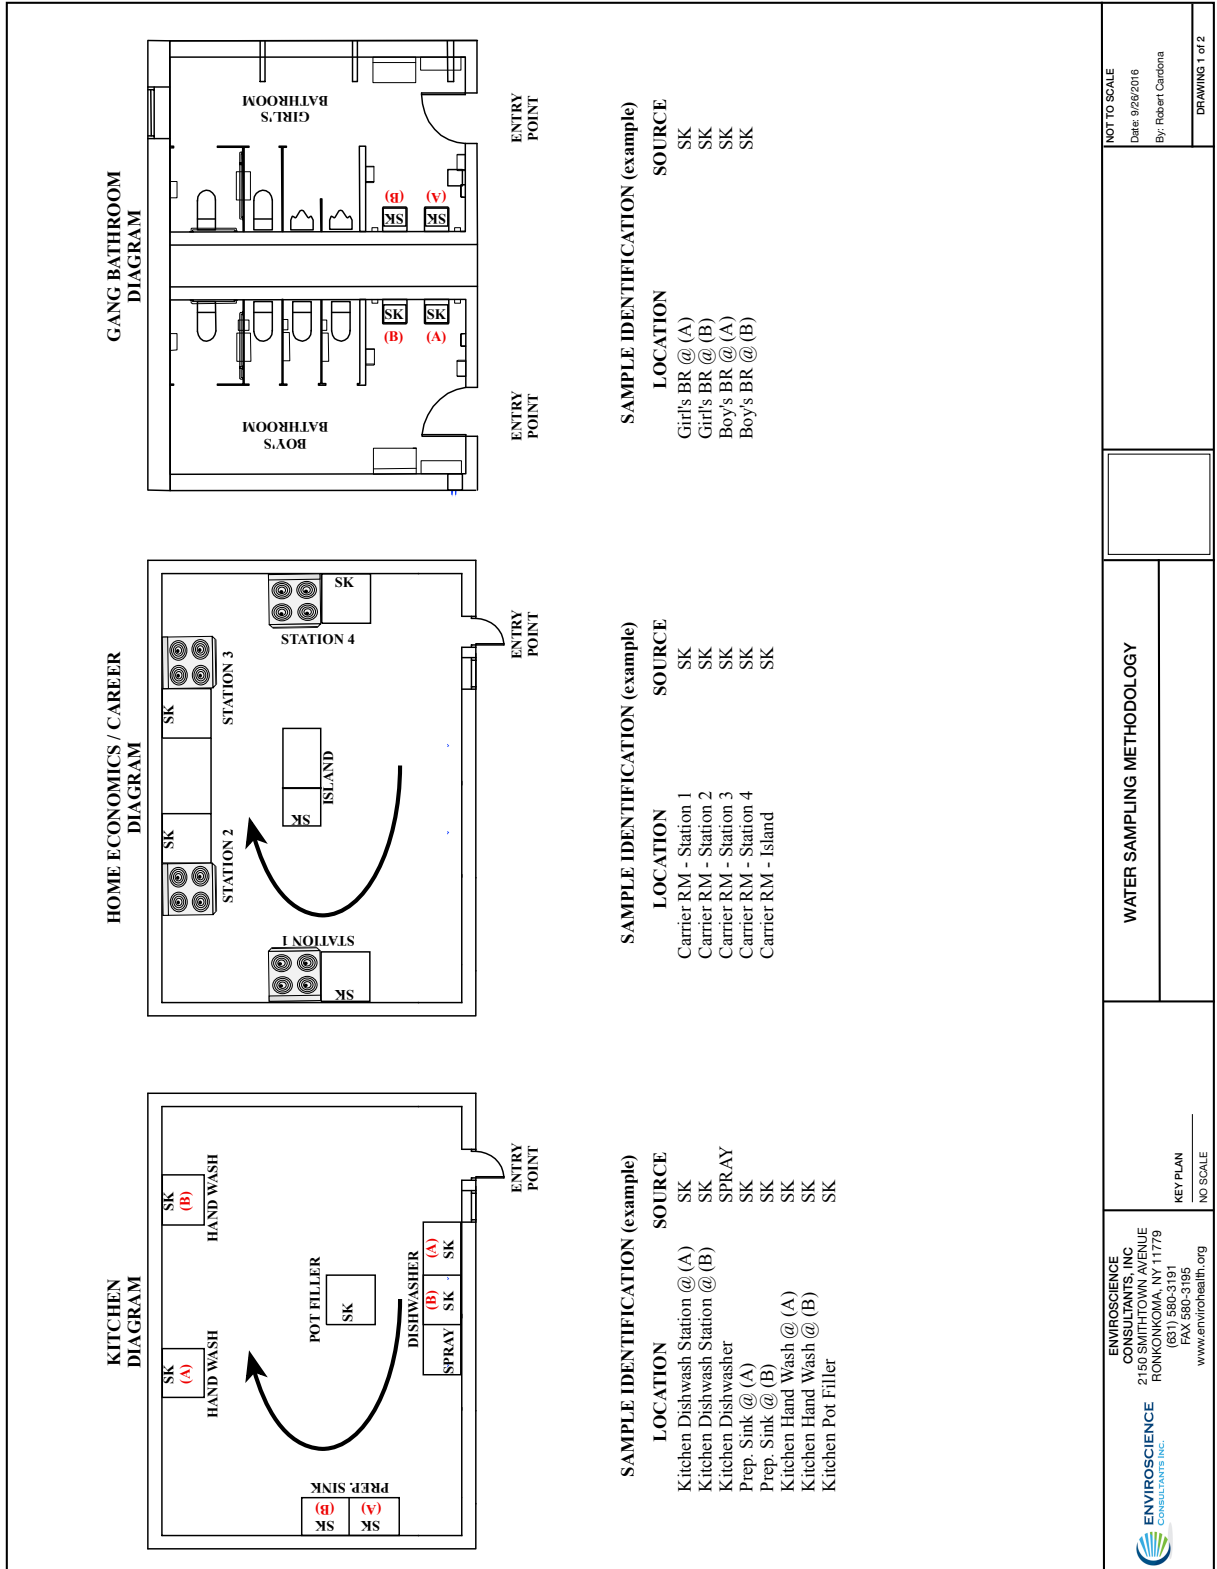 KITCHEN
DIAGRAM
SK
(A)
HAND WASH
SK
(B)
HAND WASH
POT FILLER
SK
PREP. SINK
SK
(B)
SK
(A)
DISHWASHER
SPRAY
SK
(B)
SK
(A)
ENTRY
POINT
SAMPLE IDENTIFICATION (example)
LOCATION SOURCE
Kitchen Dishwash Station @ (A) SK
Kitchen Dishwash Station @ (B) SK
Kitchen Dishwasher SPRAY
Prep. Sink @ (A) SK
Prep. Sink @ (B) SK
Kitchen Hand Wash @ (A) SK
Kitchen Hand Wash @ (B) SK
Kitchen Pot Filler SK
HOME ECONOMICS / CAREER
DIAGRAM
SK
STATION 2
SK
STATION 3
STATION 1
SK
SK
ISLAND
SK
STATION 4
ENTRY
POINT
SAMPLE IDENTIFICATION (example)
LOCATION SOURCE
Carrier RM - Station 1 SK
Carrier RM - Station 2 SK
Carrier RM - Station 3 SK
Carrier RM - Station 4 SK
Carrier RM - Island SK
GANG BATHROOM
DIAGRAM
BOY'S
BATHROOM
GIRL'S
BATHROOM
SK
(B)
SK
(A)
SK
(B)
SK
(A)
ENTRY
POINT
ENTRY
POINT
SAMPLE IDENTIFICATION (example)
LOCATION SOURCE
Girl's BR @ (A) SK
Girl's BR @ (B) SK
Boy's BR @ (A) SK
Boy's BR @ (B) SK
ENVIROSCIENCE
CONSULTANTS INC.
ENVIROSCIENCE
CONSULTANTS, INC
2150 SMITHTOWN AVENUE
RONKONKOMA, NY 11779
(631) 580-3191
FAX 580-3195
www.envirohealth.org
KEY PLAN
NO SCALE
WATER SAMPLING METHODOLOGY
NOT TO SCALE
Date: 9/26/2016
By: Robert Cardona
DRAWING 1 of 2